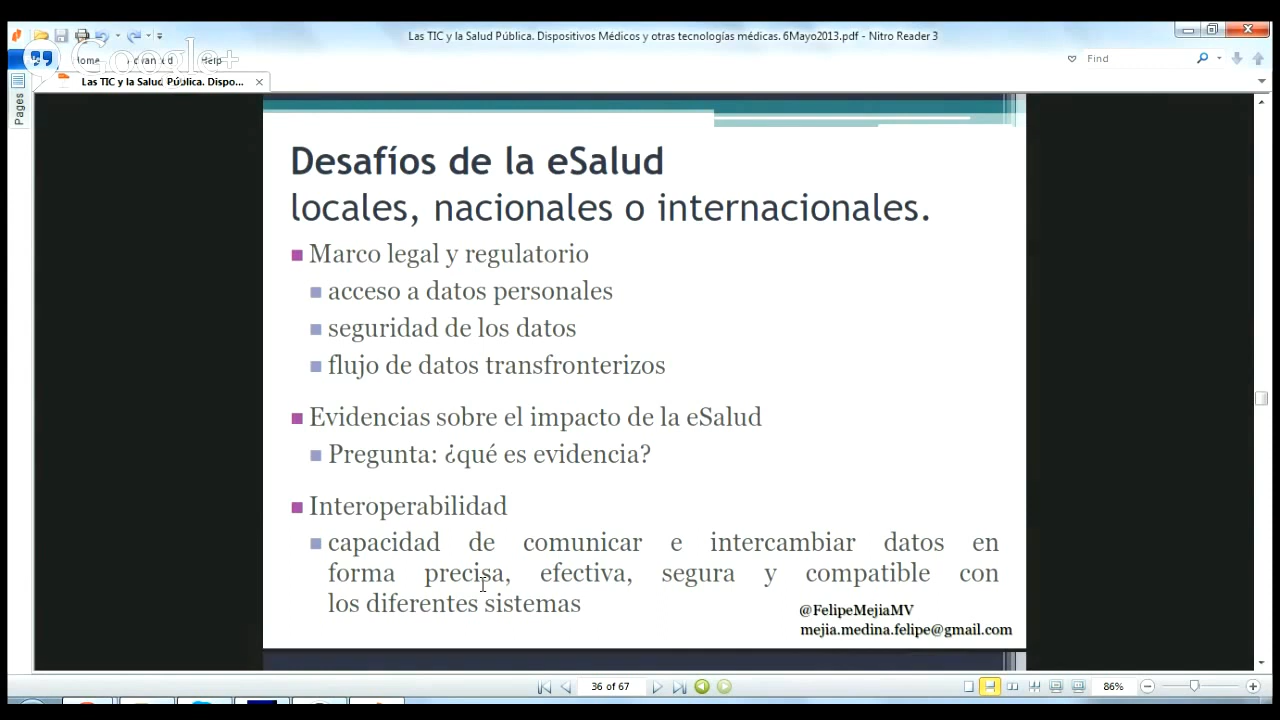 Las TIC y la Salud Pública. Dispositivos Médicos y otras tecnologías médicas. 6Mayo2013.pdf - Nitro Reader 3
Google+
Help
Find
Las TIC y la Salud Pública. Dispo...
Pages
Desafíos de la eSalud
locales, nacionales o internacionales.
Marco legal y regulatorio
acceso a datos personales
seguridad de los datos
flujo de datos transfronterizos
Evidencias sobre el impacto de la eSalud
Pregunta: ¿qué es evidencia?
Interoperabilidad
capacidad de comunicar e intercambiar datos en
forma precisa, efectiva, segura y compatible con
los diferentes sistemas
@FelipeMejiaMV
mejia.medina.felipe@gmail.com
36 of 67
86%